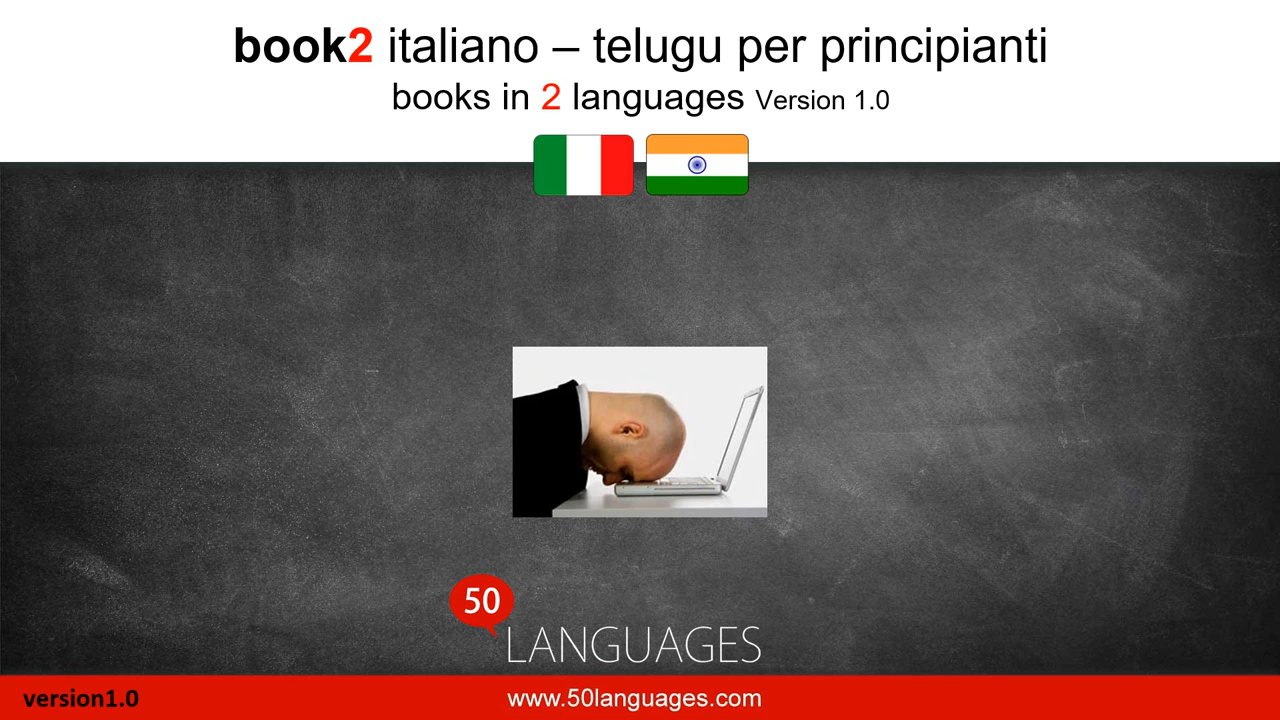 book2 italiano – telugu per principianti
books in 2 languages Version 1.0
50
LANGUAGES
version1.0
www.50languages.com